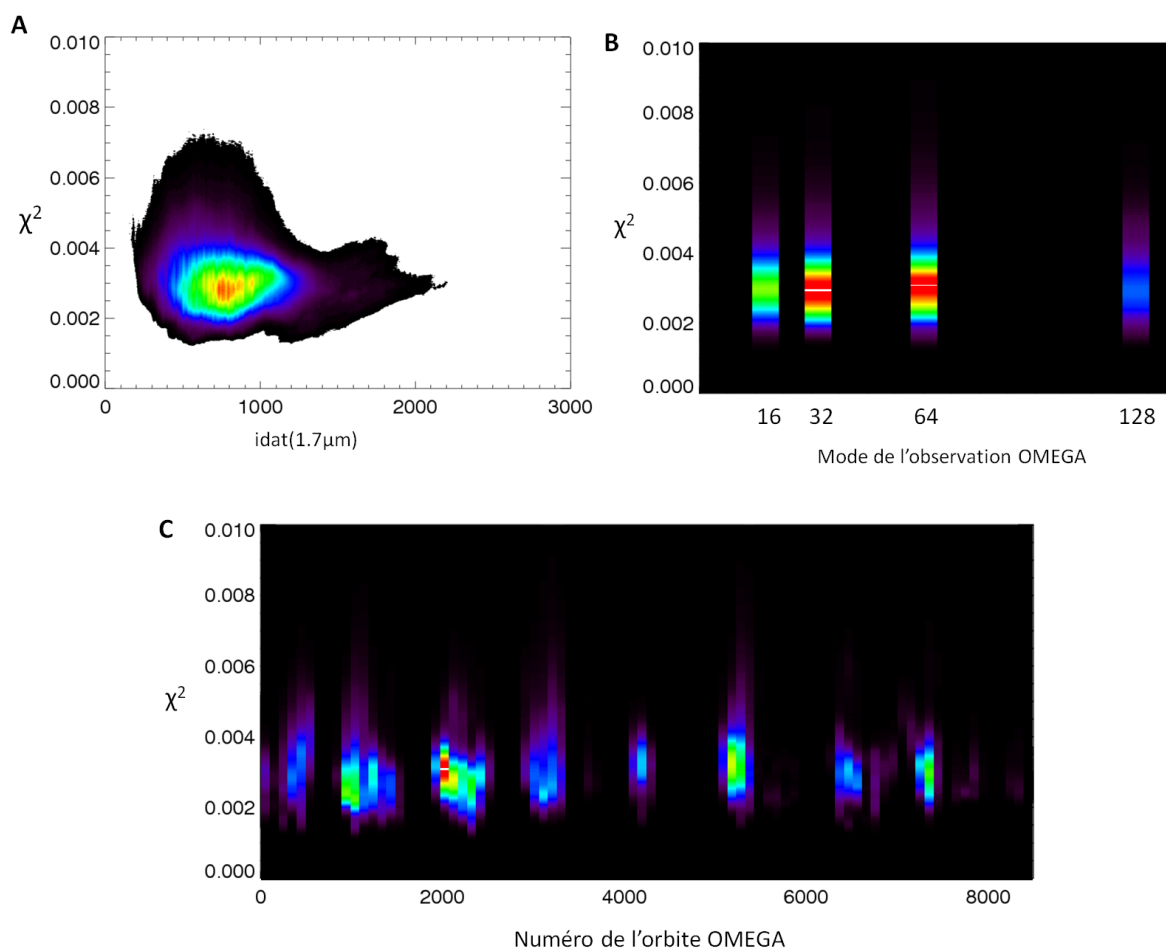 A
0.010
0.008
0.006
χ²
0.004
0.002
0.000
0 1000 2000 3000
idat(1.7µm)
B
0.010
0.008
0.006
χ²
0.004
0.002
0.000
16 32 64 128
Mode de l'observation OMEGA
C
0.010
0.008
0.006
χ²
0.004
0.002
0.000
0 2000 4000 6000 8000
Numéro de l'orbite OMEGA